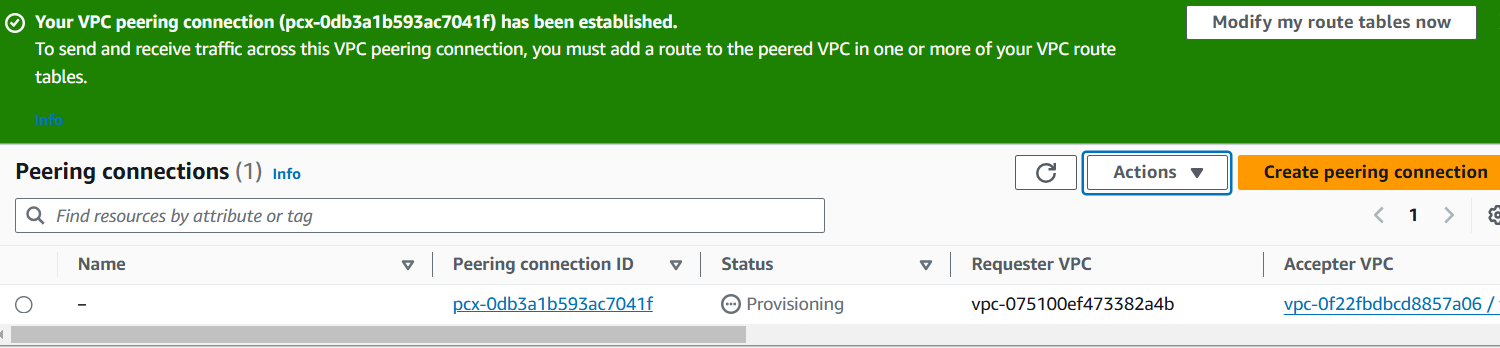 Your VPC peering connection (pcx-0db3a1b593ac7041f) has been established.
Modify my route tables now
To send and receive traffic across this VPC peering connection, you must add a route to the peered VPC in one or more of your VPC route
tables.
Info
Peering connections (1) Info
Actions
Create peering connection
Find resources by attribute or tag
1
Name
Peering connection ID
Status
Requester VPC
Accepter VPC
–
pcx-0db3a1b593ac7041f
Provisioning
vpc-075100ef473382a4b
vpc-0f22fbdbcd8857a06 /